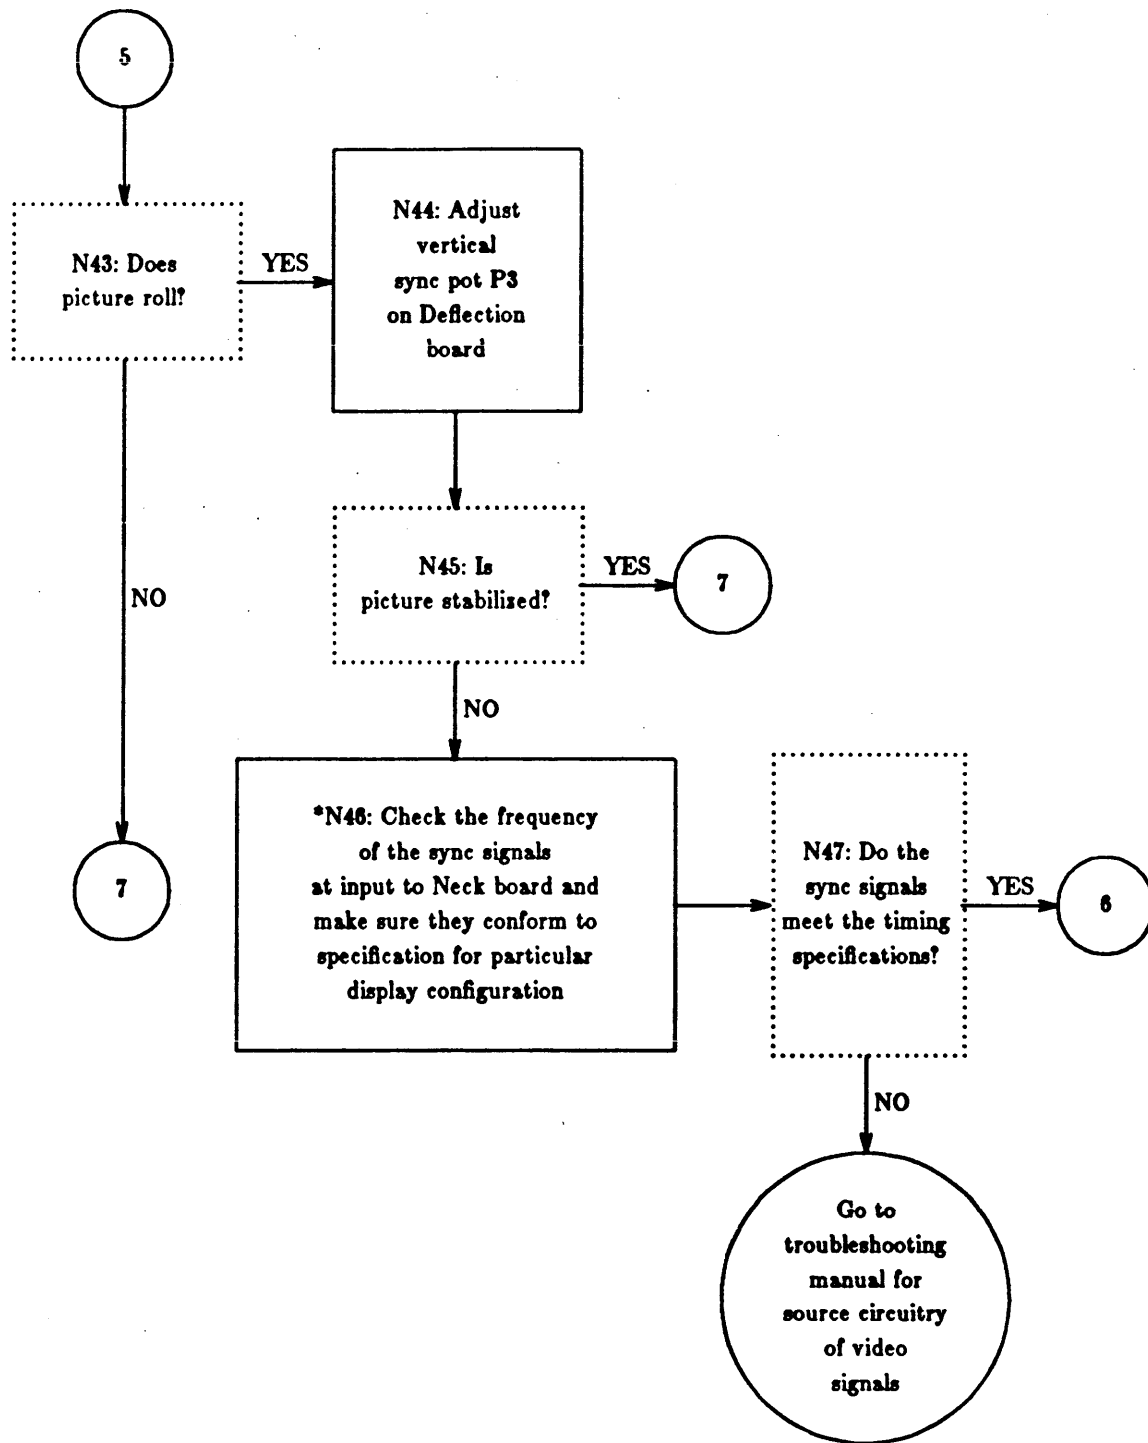 5
N43: Does
picture roll?
YES
N44: Adjust
vertical
sync pot P3
on Deflection
board
NO
N45: Is
picture stabilized?
YES
7
NO
7
*N46: Check the frequency
of the sync signals
at input to Neck board and
make sure they conform to
specification for particular
display configuration
N47: Do the
sync signals
meet the timing
specifications?
YES
6
NO
Go to
troubleshooting
manual for
source circuitry
of video
signals